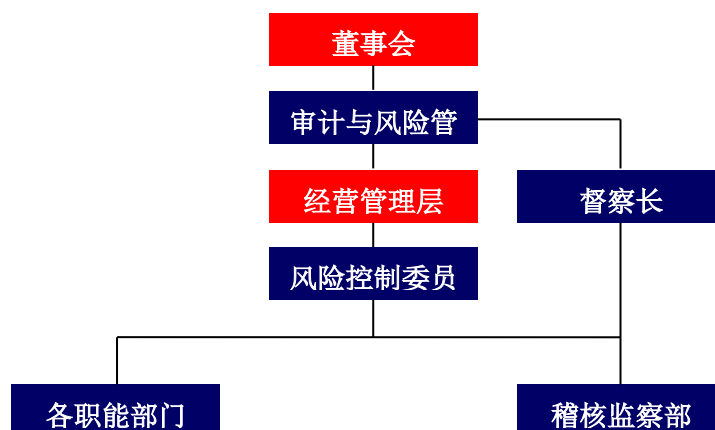 董事会
审计与风险管
经营管理层
督察长
风险控制委员
各职能部门
稽核监察部